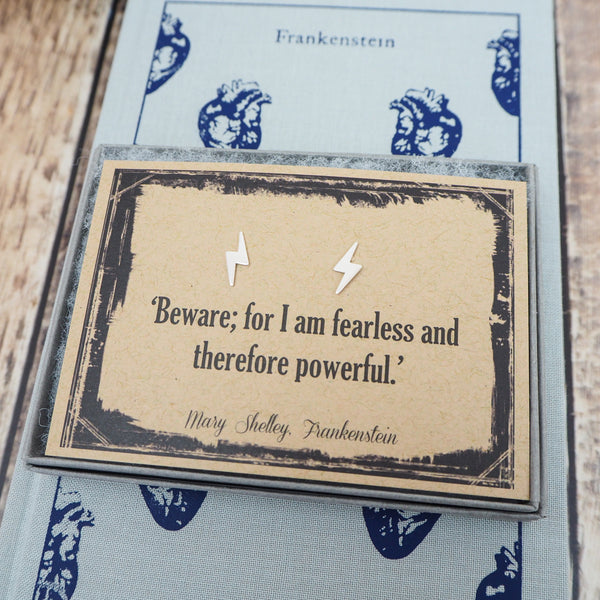 Frankenstein
‘Beware; for I am fearless and
therefore powerful.’
Mary Shelley, Frankenstein